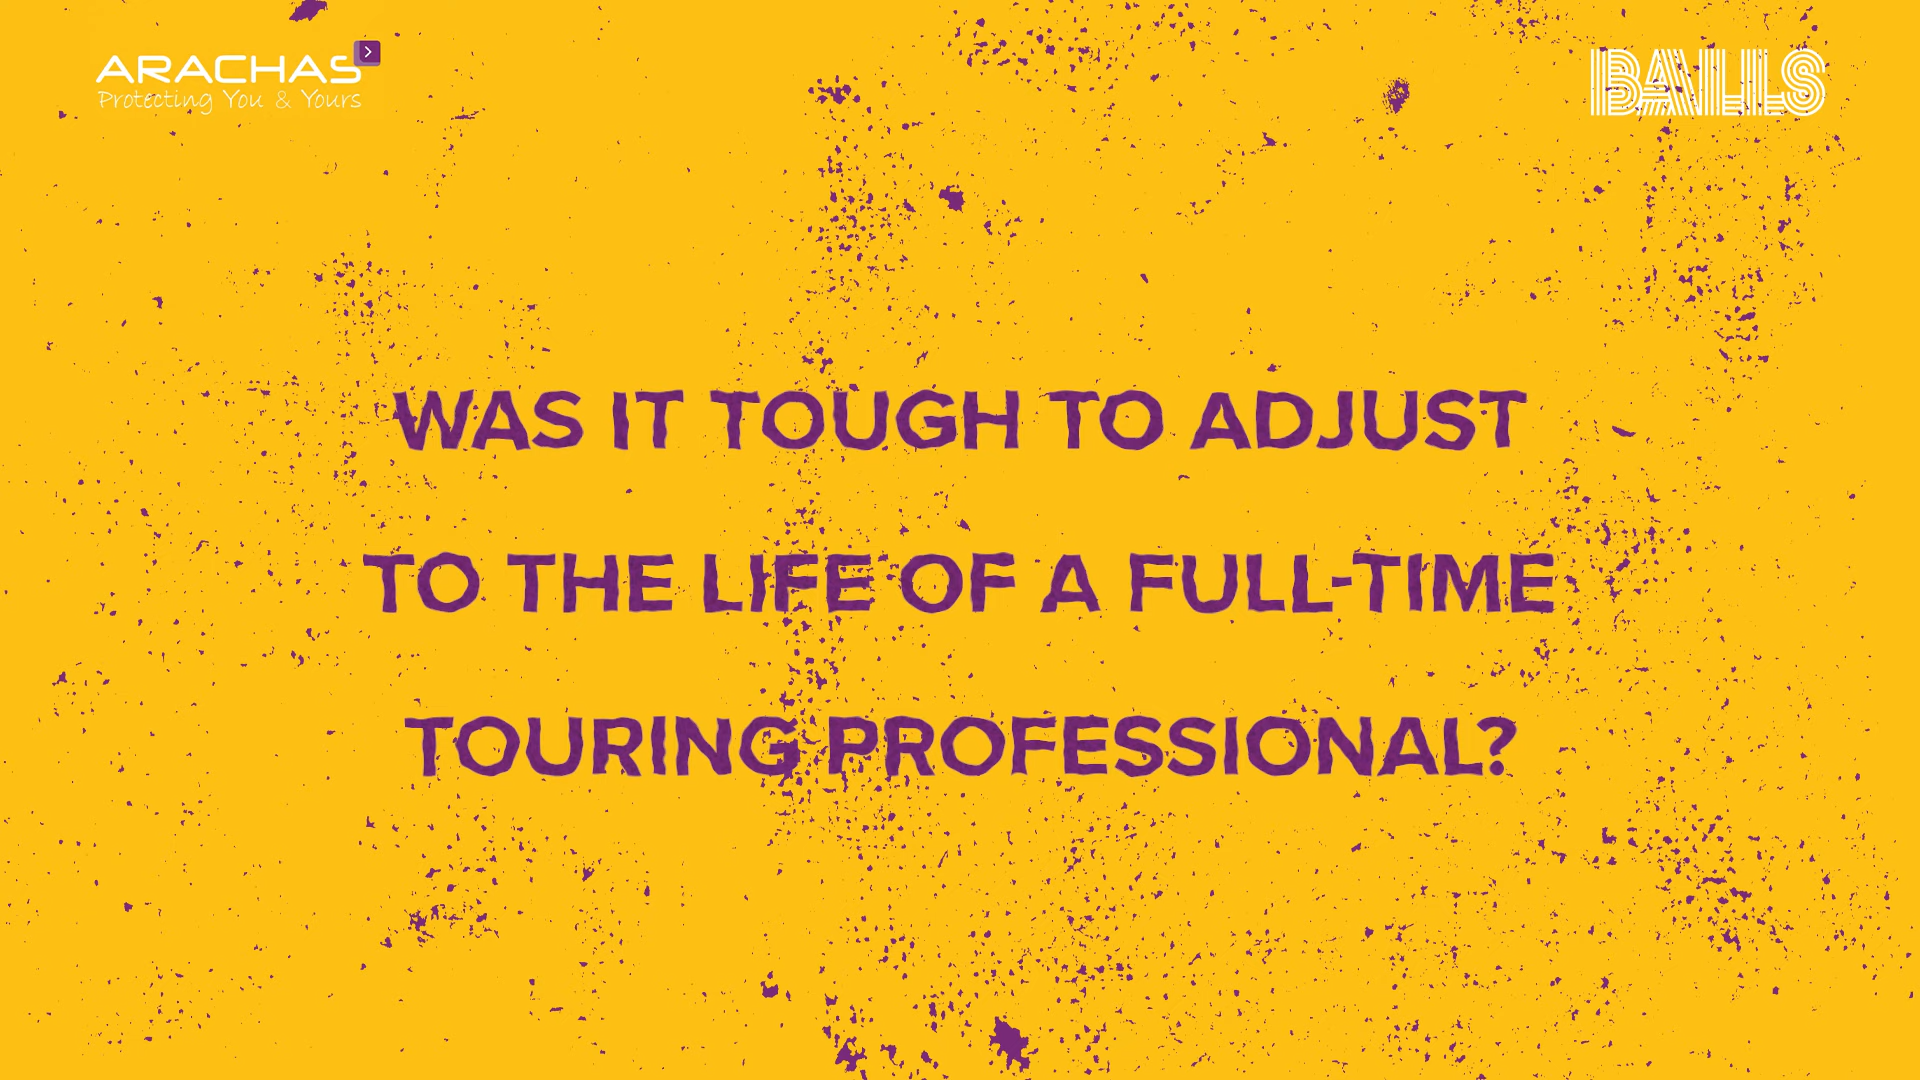 ARACHAS
Protecting You & Yours
BALLS
WAS IT TOUGH TO ADJUST
TO THE LIFE OF A FULL-TIME
TOURING PROFESSIONAL?